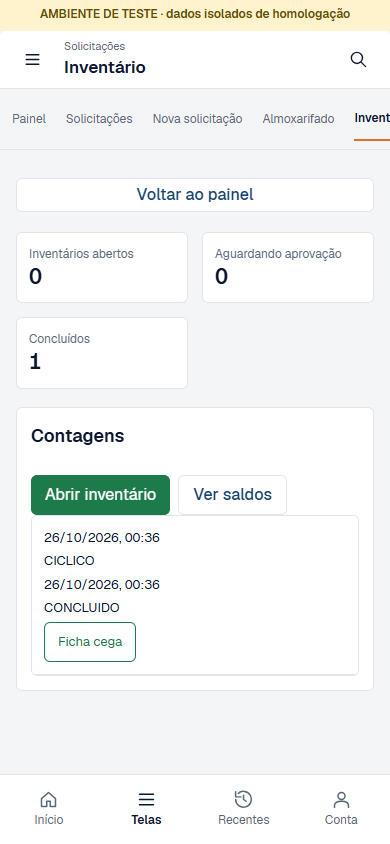 AMBIENTE DE TESTE · dados isolados de homologação
Solicitações
Inventário
Painel Solicitações Nova solicitação Almoxarifado Invent
Voltar ao painel
Inventários abertos
0
Aguardando aprovação
0
Concluídos
1
Contagens
Abrir inventário Ver saldos
26/10/2026, 00:36
CICLICO
26/10/2026, 00:36
CONCLUIDO
Ficha cega
Início Telas Recentes Conta